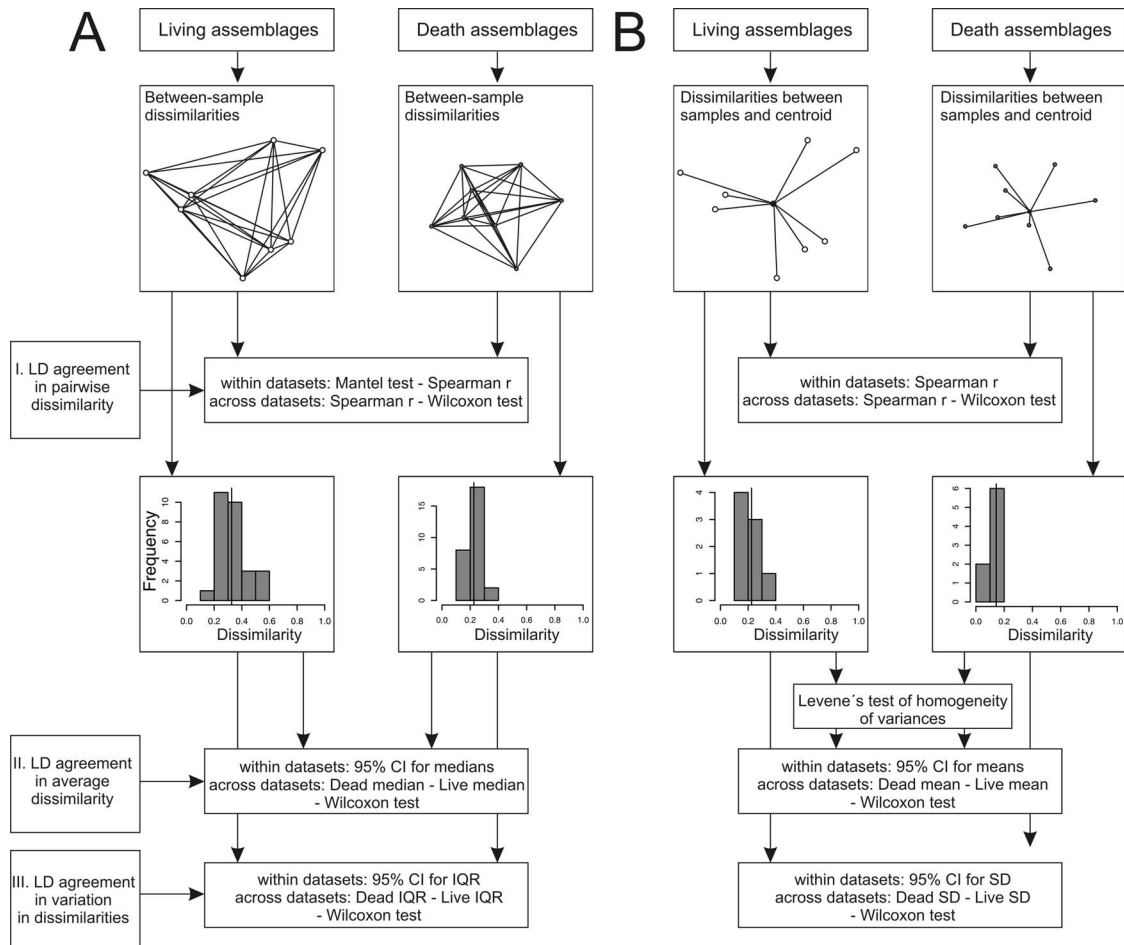 A
Living assemblages
Death assemblages
Between-sample
dissimilarities
Between-sample
dissimilarities
I. LD agreement
in pairwise
dissimilarity
within datasets: Mantel test - Spearman r
across datasets: Spearman r - Wilcoxon test
Frequency
0 2 4 6 8 10
0.0 0.2 0.4 0.6 0.8 1.0
Dissimilarity
0 5 10 15
0.0 0.2 0.4 0.6 0.8 1.0
Dissimilarity
II. LD agreement
in average
dissimilarity
within datasets: 95% CI for medians
across datasets: Dead median - Live median
- Wilcoxon test
III. LD agreement
in variation
in dissimilarities
within datasets: 95% CI for IQR
across datasets: Dead IQR - Live IQR
- Wilcoxon test
B
Living assemblages
Death assemblages
Dissimilarities between
samples and centroid
Dissimilarities between
samples and centroid
within datasets: Spearman r
across datasets: Spearman r - Wilcoxon test
0 1 2 3 4
0.0 0.2 0.4 0.6 0.8 1.0
Dissimilarity
0 1 2 3 4 5 6
0.0 0.2 0.4 0.6 0.8 1.0
Dissimilarity
Levene´s test of homogeneity
of variances
within datasets: 95% CI for means
across datasets: Dead mean - Live mean
- Wilcoxon test
within datasets: 95% CI for SD
across datasets: Dead SD - Live SD
- Wilcoxon test